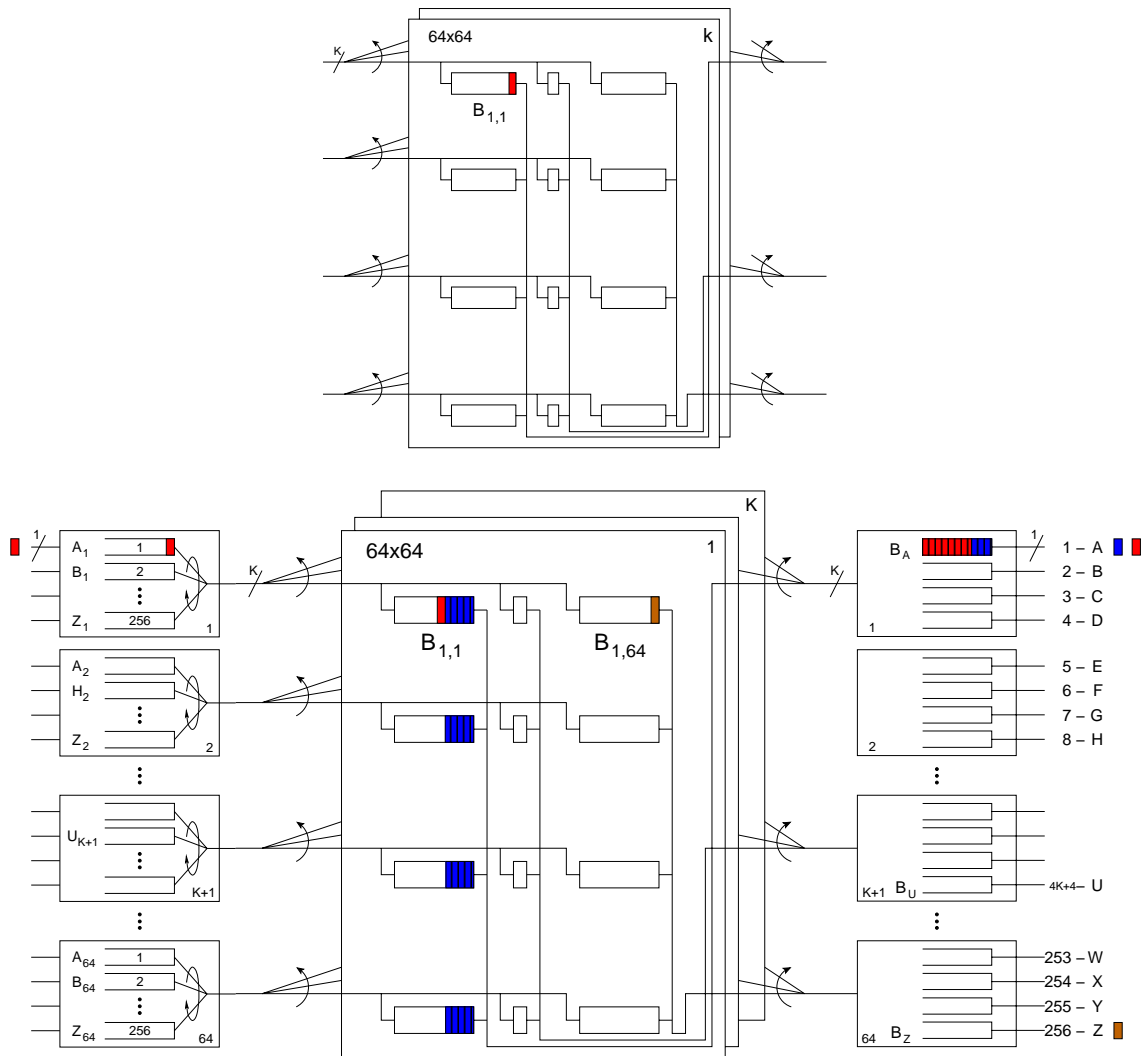 64x64 k
K
B1,1
K
64x64 1
1 A1 1 BA 1 1 – A
B1 2 K K 2 – B
3 – C
Z1 256 1 B1,1 B1,64 1 4 – D
A2 5 – E
H2 6 – F
7 – G
Z2 2 2 8 – H
UK+1
K+1 K+1 BU 4K+4– U
A64 1 253 – W
B64 2 254 – X
255 – Y
Z64 256 64 64 BZ 256 – Z